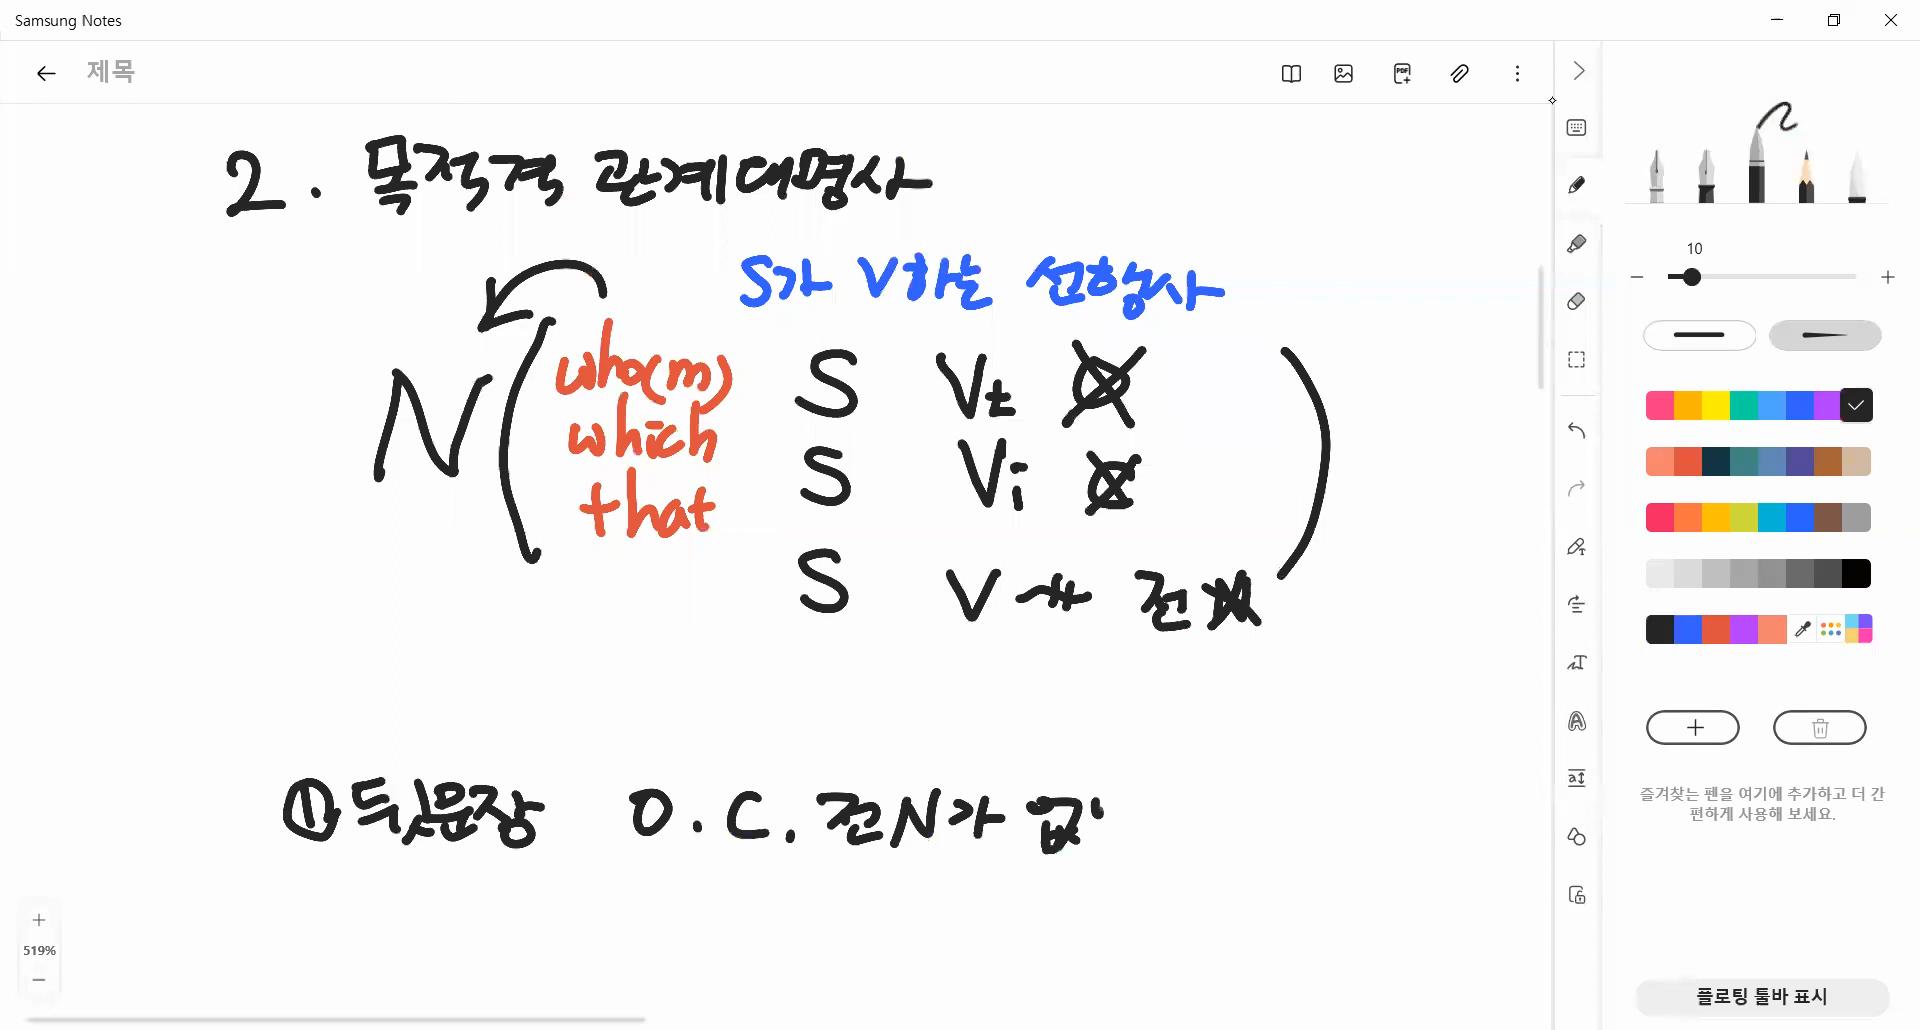 Samsung Notes
제목
2. 목적격 관계대명사
S가 V하는 선행사
N ( who(m) S Vt O
which S Vi C
that S V ~ 전 N )
① 뒷문장 O. C. 전N가 없
10
519%
즐겨찾는 펜을 여기에 추가하고 더 간
편하게 사용해 보세요.
플로팅 툴바 표시